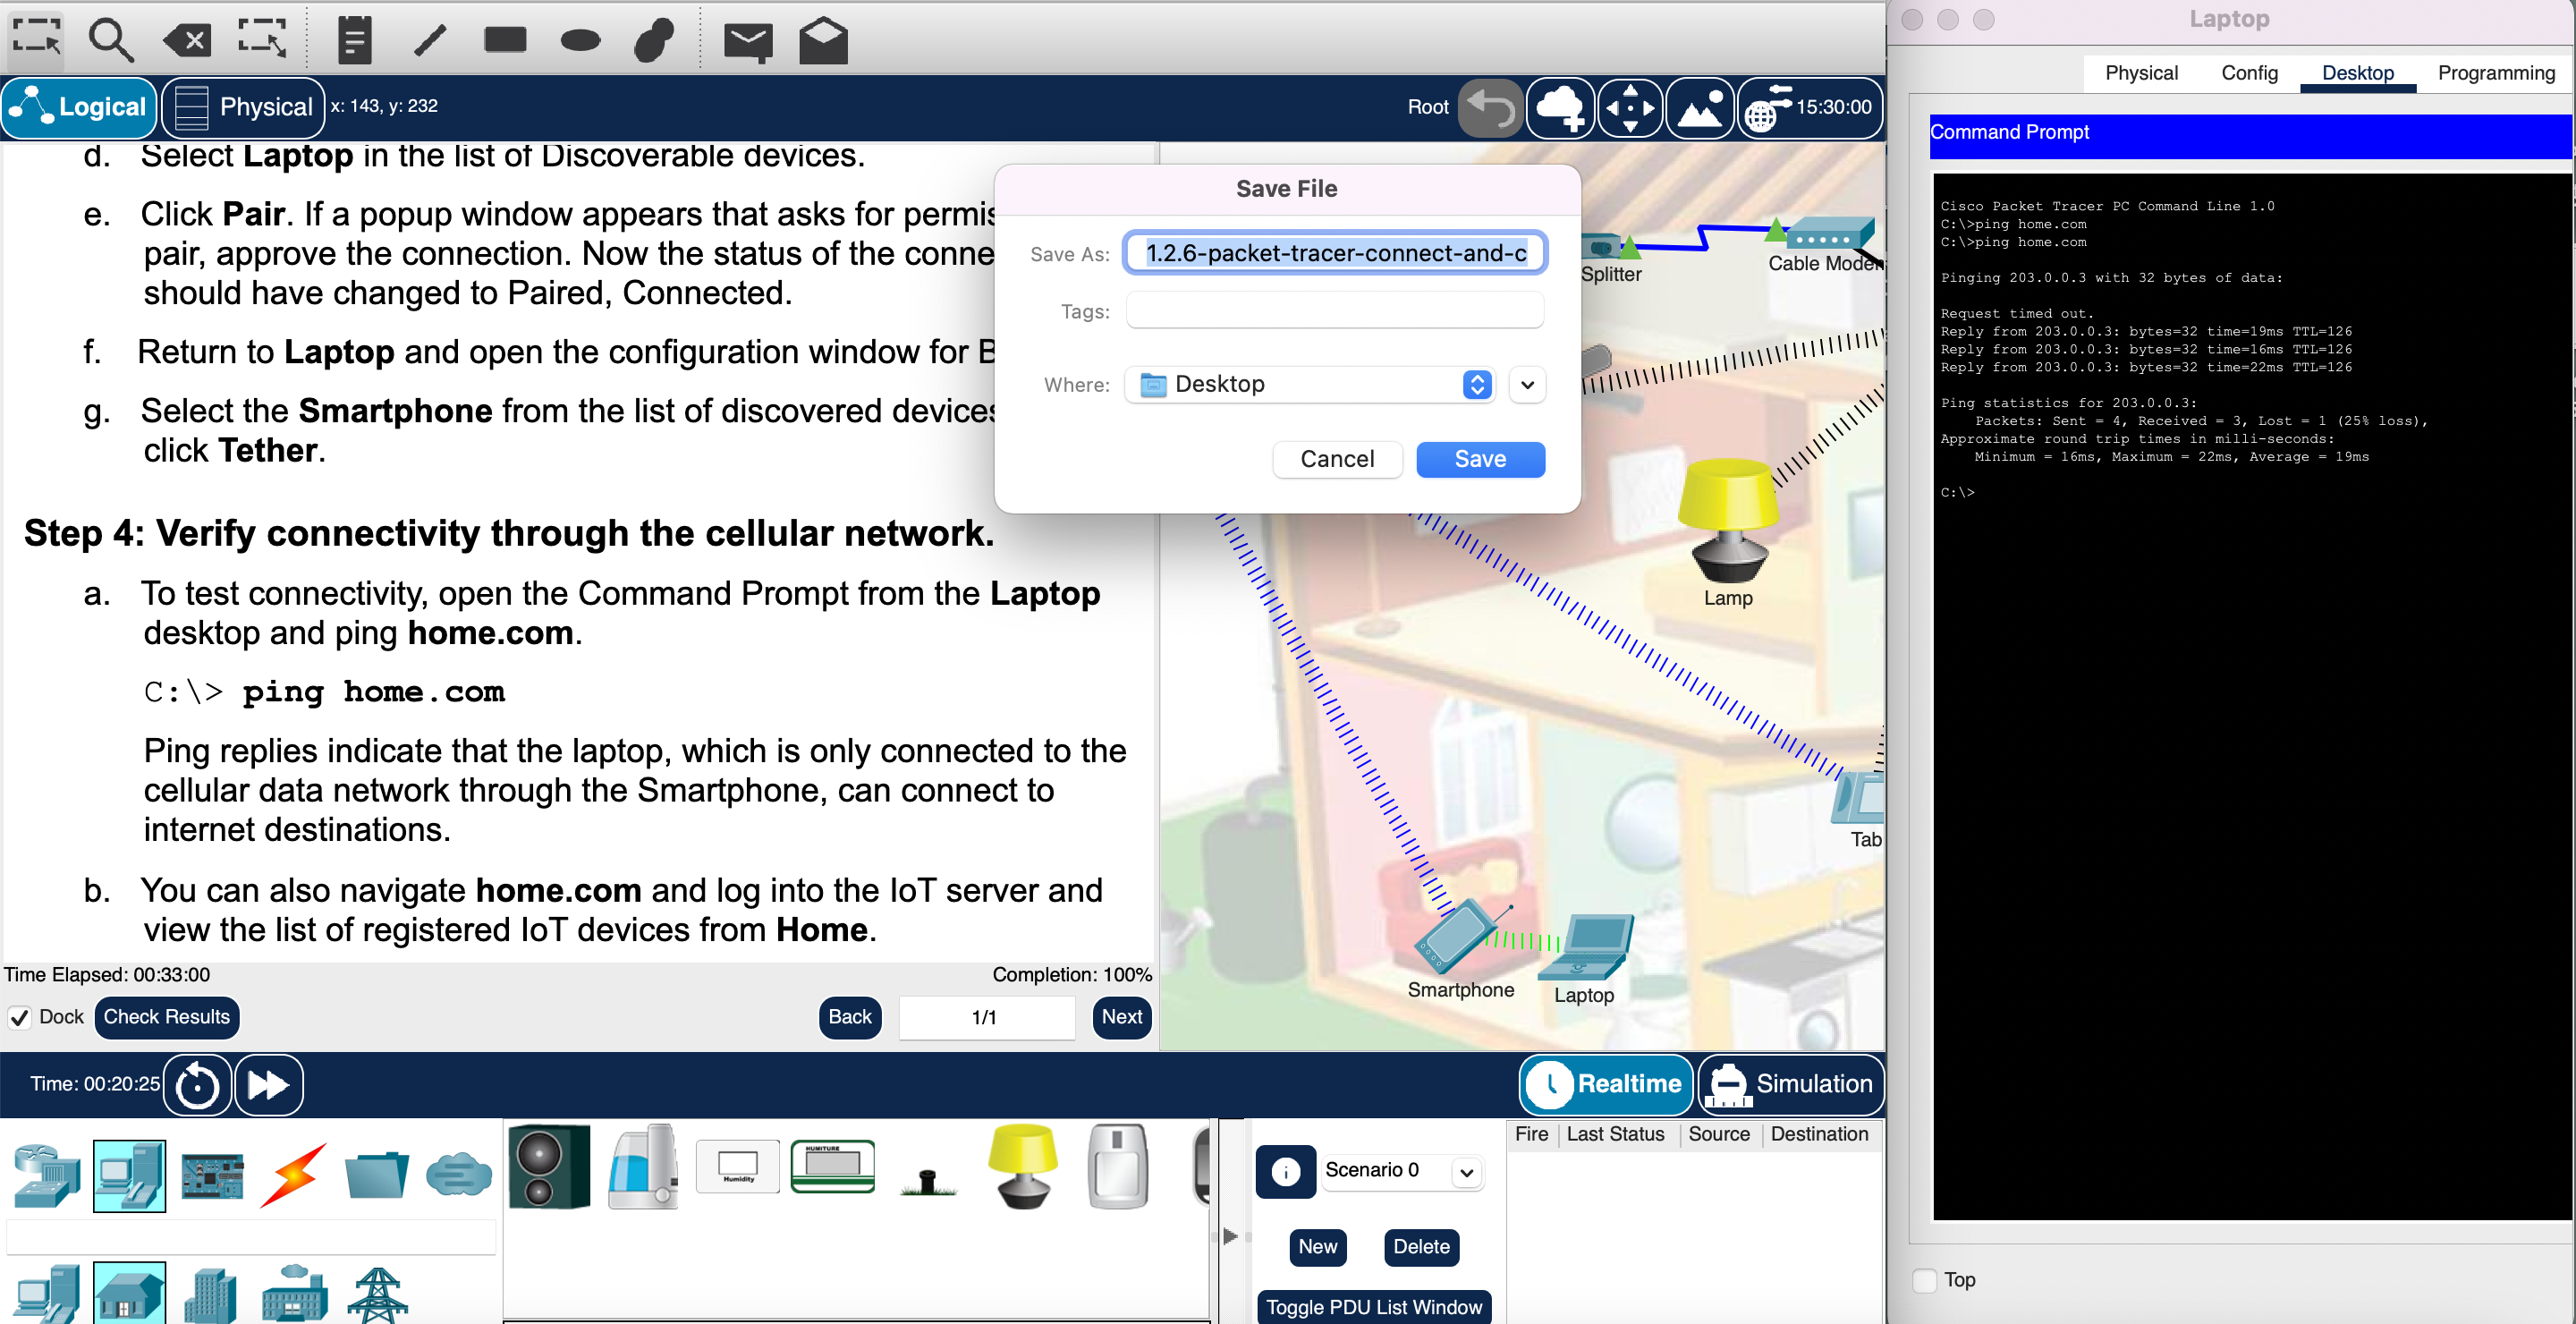 Laptop
Physical
Config
Desktop
Programming
Logical
Physical
x: 143, y: 232
Root
15:30:00
Command Prompt
d. Select Laptop in the list of Discoverable devices.
e. Click Pair. If a popup window appears that asks for permis
pair, approve the connection. Now the status of the conne
should have changed to Paired, Connected.
f. Return to Laptop and open the configuration window for B
g. Select the Smartphone from the list of discovered devices
click Tether.
Step 4: Verify connectivity through the cellular network.
a. To test connectivity, open the Command Prompt from the Laptop
desktop and ping home.com.
C:\> ping home.com
Ping replies indicate that the laptop, which is only connected to the
cellular data network through the Smartphone, can connect to
internet destinations.
b. You can also navigate home.com and log into the IoT server and
view the list of registered IoT devices from Home.
Time Elapsed: 00:33:00
Completion: 100%
Dock
Check Results
Back
1/1
Next
Save File
Save As:
1.2.6-packet-tracer-connect-and-c
Tags:
Where:
Desktop
Cancel
Save
Splitter
Cable Moden
Lamp
Tab
Smartphone
Laptop
Cisco Packet Tracer PC Command Line 1.0
C:\>ping home.com
C:\>ping home.com
Pinging 203.0.0.3 with 32 bytes of data:
Request timed out.
Reply from 203.0.0.3: bytes=32 time=19ms TTL=126
Reply from 203.0.0.3: bytes=32 time=16ms TTL=126
Reply from 203.0.0.3: bytes=32 time=22ms TTL=126
Ping statistics for 203.0.0.3:
Packets: Sent = 4, Received = 3, Lost = 1 (25% loss),
Approximate round trip times in milli-seconds:
Minimum = 16ms, Maximum = 22ms, Average = 19ms
C:\>
Top
Time: 00:20:25
Realtime
Simulation
Humidity
HUMITURE
Scenario 0
New
Delete
Toggle PDU List Window
Fire
Last Status
Source
Destination